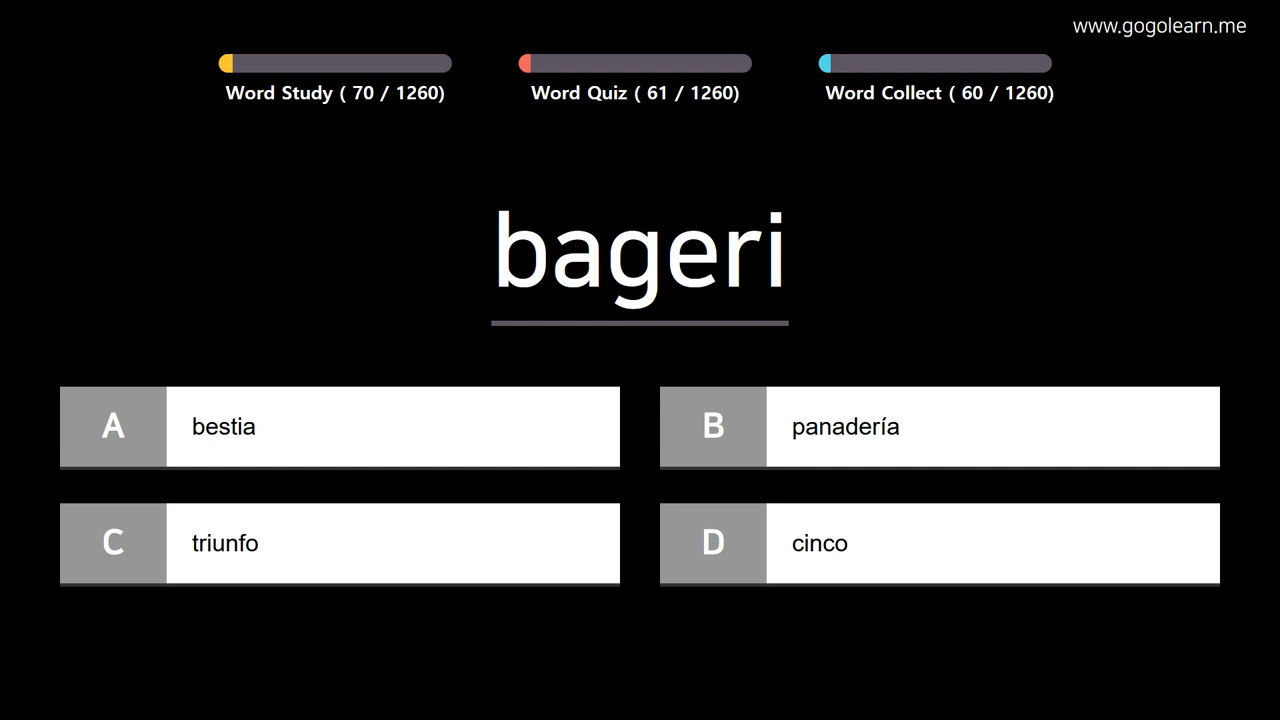 www.gogolearn.me
Word Study ( 70 / 1260)
Word Quiz ( 61 / 1260)
Word Collect ( 60 / 1260)
bageri
A bestia
B panadería
C triunfo
D cinco